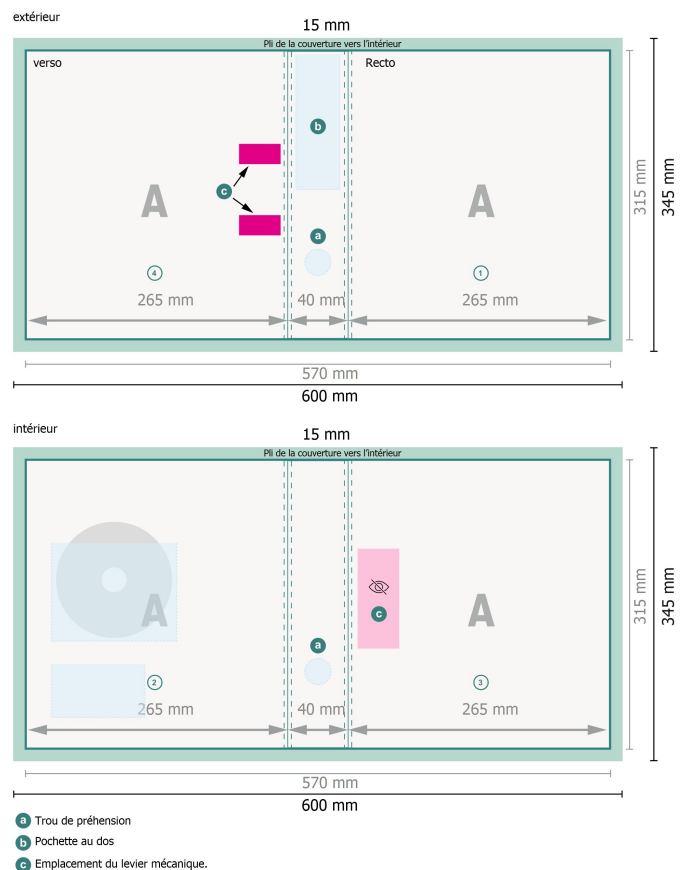 extérieur
15 mm
Pli de la couverture vers l'intérieur
verso
Recto
b
c
A
A
a
4
1
265 mm
40 mm
265 mm
315 mm
345 mm
570 mm
600 mm
intérieur
15 mm
Pli de la couverture vers l'intérieur
A
c
A
a
2
3
265 mm
40 mm
265 mm
315 mm
345 mm
570 mm
600 mm
a Trou de préhension
b Pochette au dos
c Emplacement du levier mécanique.